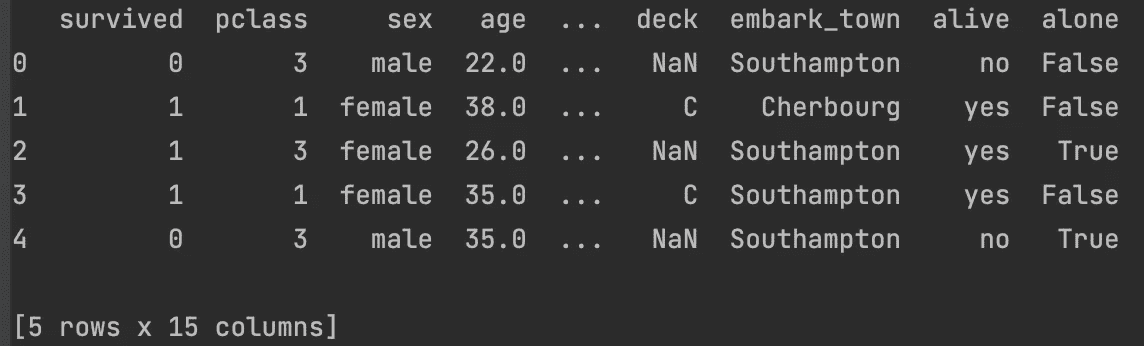 survived pclass sex age ... deck embark_town alive alone
0 0 3 male 22.0 ... NaN Southampton no False
1 1 1 female 38.0 ... C Cherbourg yes False
2 1 3 female 26.0 ... NaN Southampton yes True
3 1 1 female 35.0 ... C Southampton yes False
4 0 3 male 35.0 ... NaN Southampton no True
[5 rows x 15 columns]